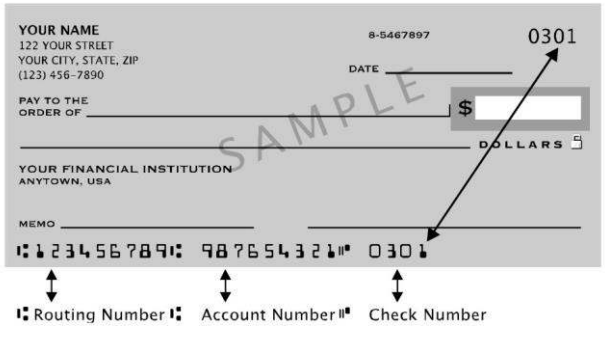 YOUR NAME
122 YOUR STREET
YOUR CITY, STATE, ZIP
(123) 456-7890
8-5467897
0301
DATE
PAY TO THE
ORDER OF
$
SAMPLE
DOLLARS
YOUR FINANCIAL INSTITUTION
ANYTOWN, USA
MEMO
⑆123456789⑆ 987654321⑈ 0301
⑆ Routing Number ⑆ Account Number ⑈ Check Number